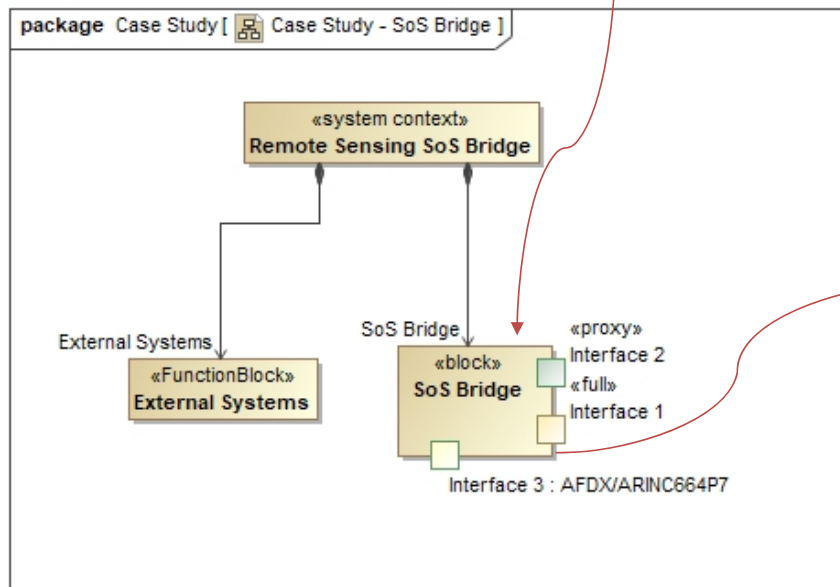 package Case Study [ Case Study - SoS Bridge ]
«system context»
Remote Sensing SoS Bridge
External Systems
«FunctionBlock»
External Systems
SoS Bridge
«block»
SoS Bridge
«proxy»
Interface 2
«full»
Interface 1
Interface 3 : AFDX/ARINC664P7